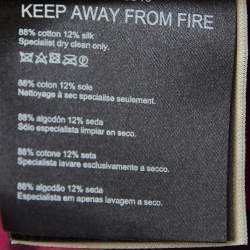 KEEP AWAY FROM FIRE
88% cotton 12% silk
Specialist dry clean only.
88% coton 12% soie
Nettoyage à sec specialise seulement.
88% algodón 12% seda
Sólo especialista limpiar en seco.
88% cotone 12% seta
Specialista lavare esclusivamente a secco.
88% algodão 12% seda
Especialista em apenas lavagem a seco.